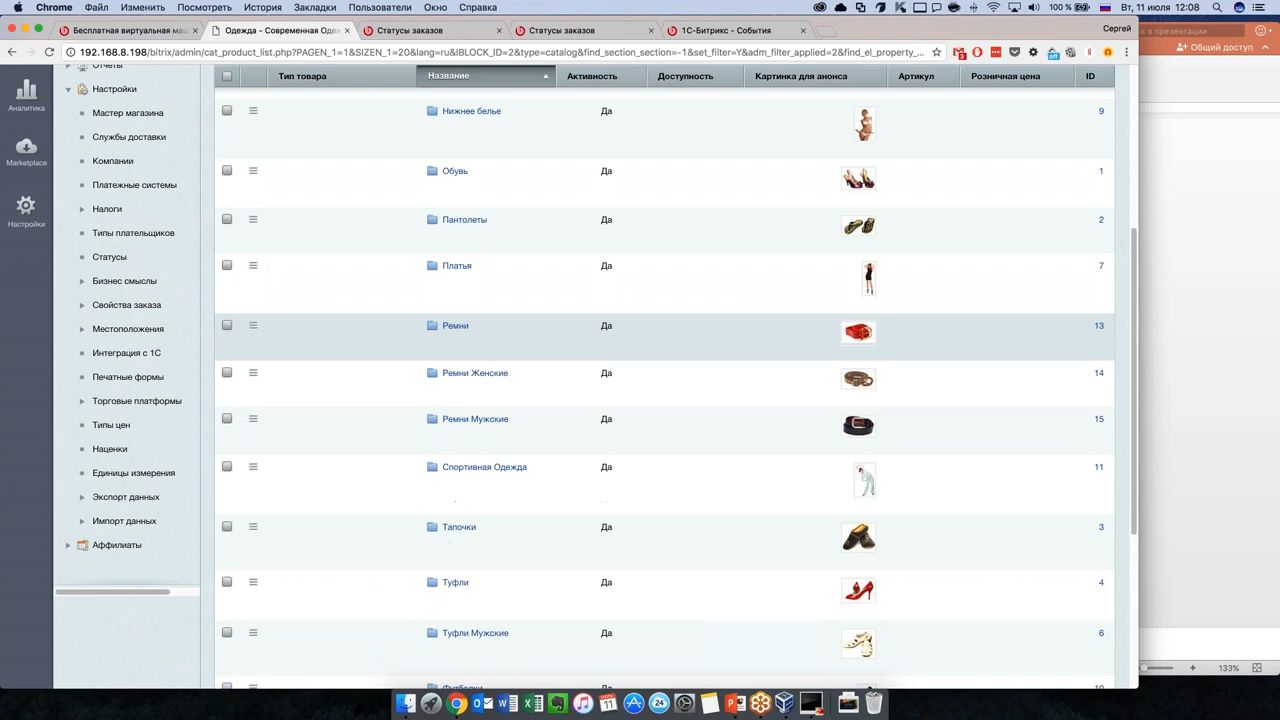 Chrome Файл Изменить Посмотреть История Закладки Пользователи Окно Справка 100 % Вт, 11 июля 12:08
Бесплатная виртуальная маш
Одежда - Современная Одеж
Статусы заказов
Статусы заказов
1С-Битрикс - События
Сергей
192.168.8.198/bitrix/admin/cat_product_list.php?PAGEN_1=1&SIZEN_1=20&lang=ru&IBLOCK_ID=2&type=catalog&find_section_section=-1&set_filter=Y&adm_filter_applied=2&find_el_property_...
к в презентации
Общий доступ
Аналитика
Marketplace
Настройки
Отчеты
Настройки
Мастер магазина
Службы доставки
Компании
Платежные системы
Налоги
Типы плательщиков
Статусы
Бизнес смыслы
Свойства заказа
Местоположения
Интеграция с 1С
Печатные формы
Торговые платформы
Типы цен
Наценки
Единицы измерения
Экспорт данных
Импорт данных
Аффилиаты
Тип товара Название Активность Доступность Картинка для анонса Артикул Розничная цена ID
Нижнее белье Да 9
Обувь Да 1
Пантолеты Да 2
Платья Да 7
Ремни Да 13
Ремни Женские Да 14
Ремни Мужские Да 15
Спортивная Одежда Да 11
Тапочки Да 3
Туфли Да 4
Туфли Мужские Да 6
Футболки Да 10
133%